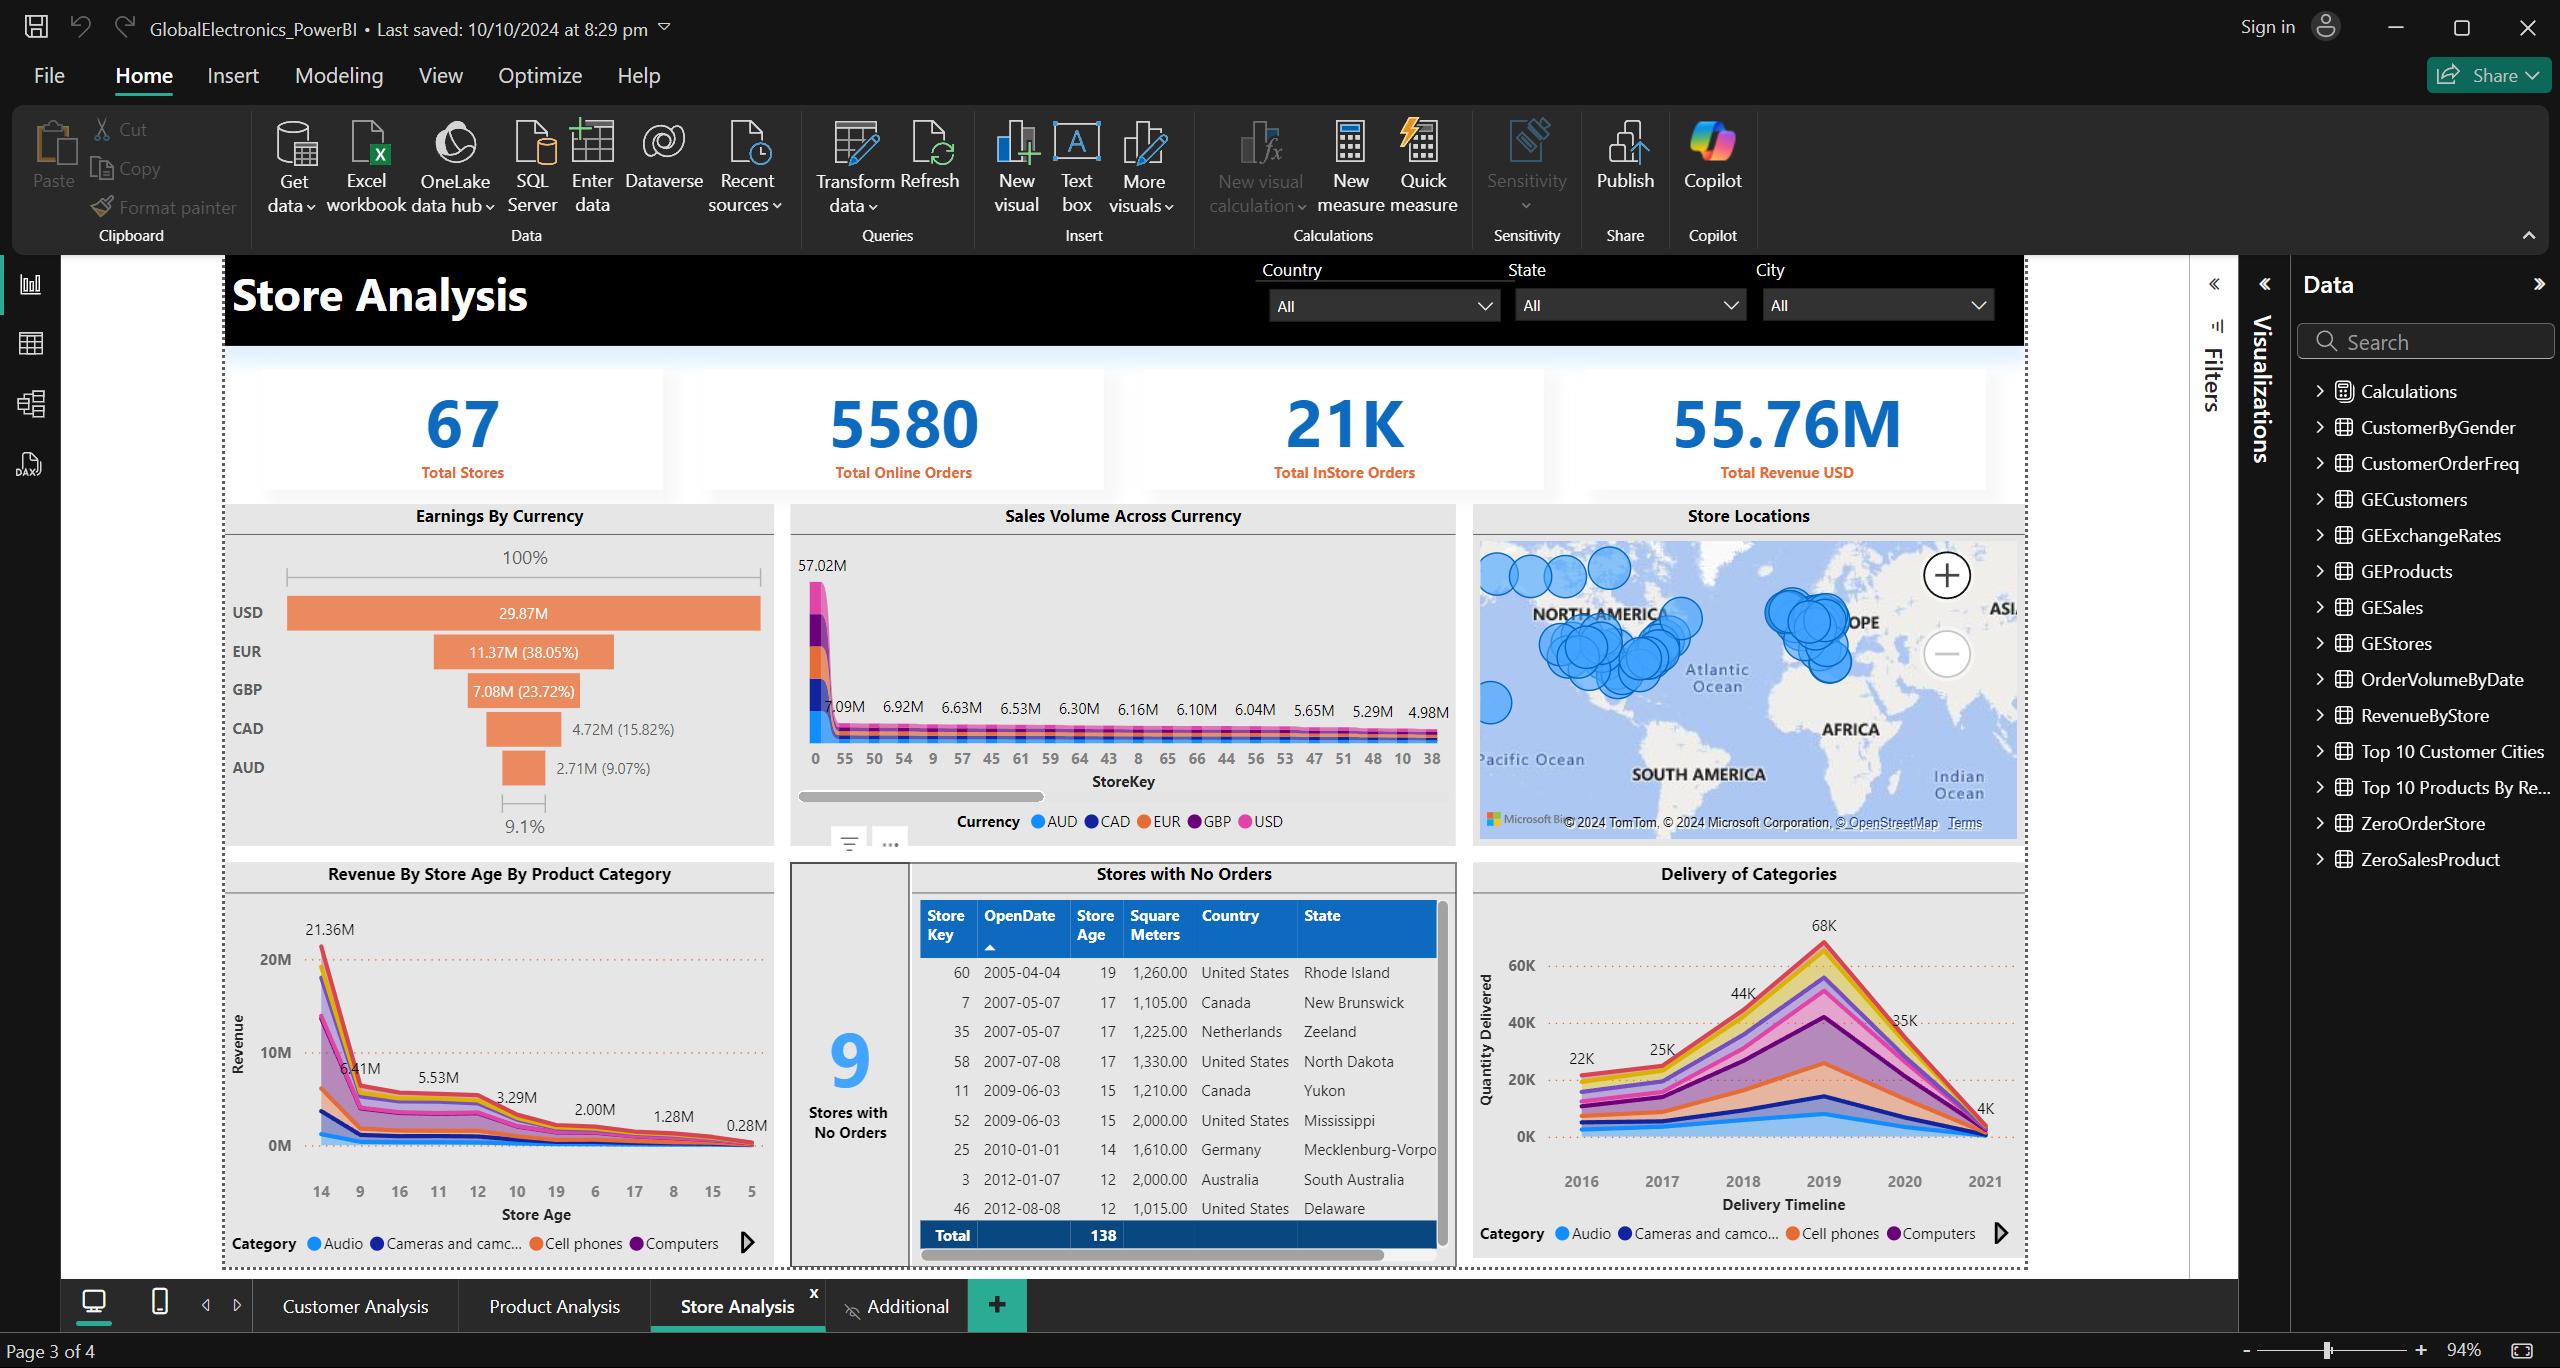 GlobalElectronics_PowerBI • Last saved: 10/10/2024 at 8:29 pm
Sign in
File
Home
Insert
Modeling
View
Optimize
Help
Share
Paste
Cut
Copy
Format painter
Clipboard
Get data
Excel workbook
OneLake data hub
SQL Server
Enter data
Dataverse
Recent sources
Data
Transform data
Refresh
Queries
New visual
Text box
More visuals
Insert
New visual calculation
New measure
Quick measure
Calculations
Sensitivity
Sensitivity
Publish
Share
Copilot
Copilot
DAX
Store Analysis
Country
All
State
All
City
All
67
Total Stores
5580
Total Online Orders
21K
Total InStore Orders
55.76M
Total Revenue USD
Earnings By Currency
100%
USD
29.87M
EUR
11.37M (38.05%)
GBP
7.08M (23.72%)
CAD
4.72M (15.82%)
AUD
2.71M (9.07%)
9.1%
Sales Volume Across Currency
57.02M
7.09M 6.92M 6.63M 6.53M 6.30M 6.16M 6.10M 6.04M 5.65M 5.29M 4.98M
0 55 50 54 9 57 45 61 59 64 43 8 65 66 44 56 53 47 51 48 10 38
StoreKey
Currency AUD CAD EUR GBP USD
Store Locations
NORTH AMERICA
OPE
ASI
Atlantic
Ocean
AFRICA
Pacific Ocean
SOUTH AMERICA
Indian
Ocean
Microsoft Bin
© 2024 TomTom, © 2024 Microsoft Corporation, © OpenStreetMap Terms
Revenue By Store Age By Product Category
21.36M
20M
10M
0M
6.41M
5.53M
3.29M
2.00M
1.28M
0.28M
Revenue
14 9 16 11 12 10 19 6 17 8 15 5
Store Age
Category Audio Cameras and camc... Cell phones Computers
9
Stores with
No Orders
Stores with No Orders
Store Key OpenDate Store Age Square Meters Country State
60 2005-04-04 19 1,260.00 United States Rhode Island
7 2007-05-07 17 1,105.00 Canada New Brunswick
35 2007-05-07 17 1,225.00 Netherlands Zeeland
58 2007-07-08 17 1,330.00 United States North Dakota
11 2009-06-03 15 1,210.00 Canada Yukon
52 2009-06-03 15 2,000.00 United States Mississippi
25 2010-01-01 14 1,610.00 Germany Mecklenburg-Vorpo
3 2012-01-07 12 2,000.00 Australia South Australia
46 2012-08-08 12 1,015.00 United States Delaware
Total 138
Delivery of Categories
68K
60K
44K
40K
35K
22K
25K
20K
4K
0K
Quantity Delivered
2016 2017 2018 2019 2020 2021
Delivery Timeline
Category Audio Cameras and camco... Cell phones Computers
Filters
Visualizations
Data
Search
Calculations
CustomerByGender
CustomerOrderFreq
GECustomers
GEExchangeRates
GEProducts
GESales
GEStores
OrderVolumeByDate
RevenueByStore
Top 10 Customer Cities
Top 10 Products By Re...
ZeroOrderStore
ZeroSalesProduct
Customer Analysis
Product Analysis
Store Analysis
x
Additional
+
Page 3 of 4
- + 94%